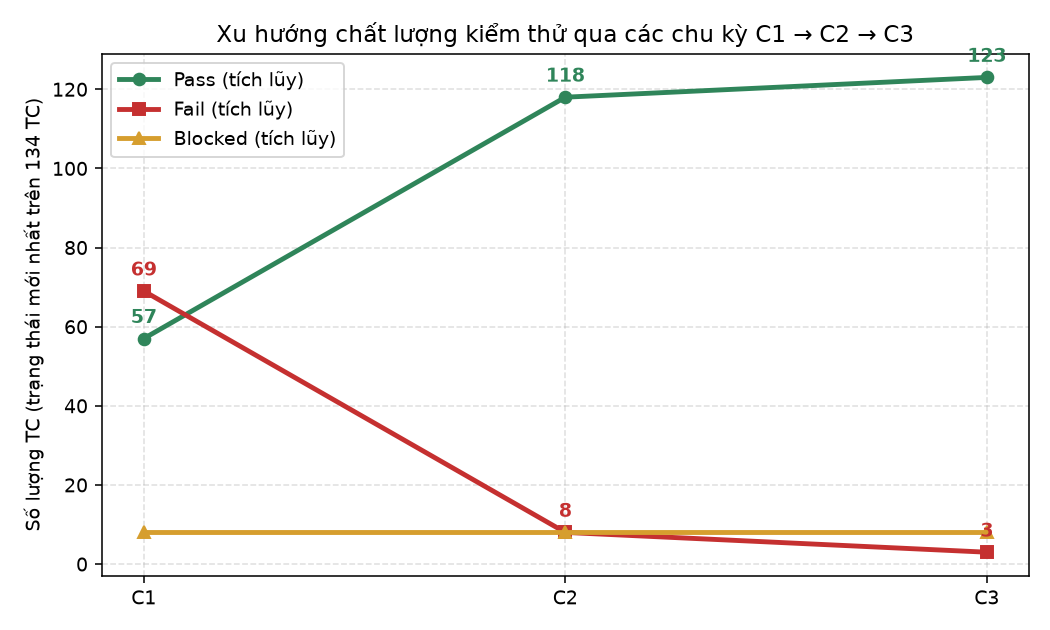 Xu hướng chất lượng kiểm thử qua các chu kỳ C1 → C2 → C3
Pass (tích lũy)
Fail (tích lũy)
Blocked (tích lũy)
Số lượng TC (trạng thái mới nhất trên 134 TC)
120
100
80
60
40
20
0
69
57
118
8
123
3
C1
C2
C3